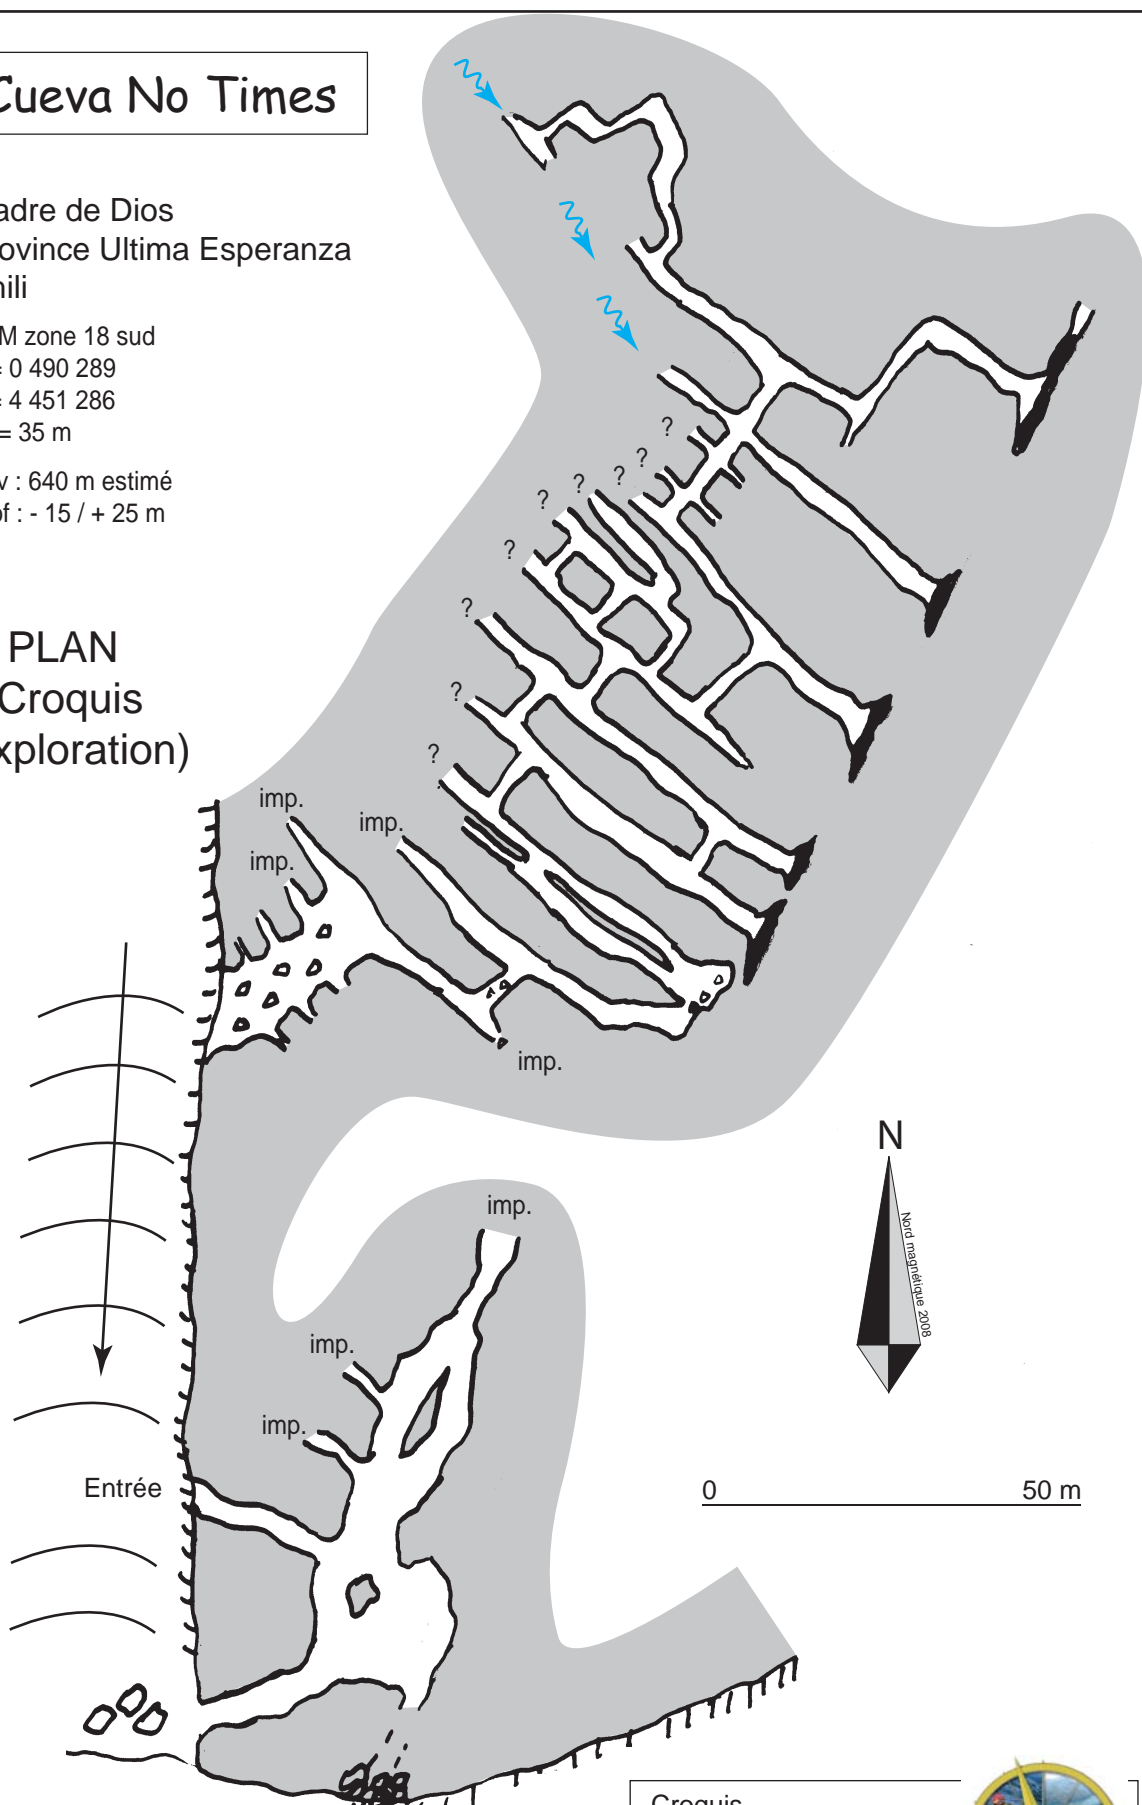 Cueva No Times
adre de Dios
ovince Ultima Esperanza
hili
M zone 18 sud
= 0 490 289
= 4 451 286
= 35 m
v : 640 m estimé
of : - 15 / + 25 m
PLAN
Croquis
xploration)
?
?
?
?
?
?
?
?
?
imp.
imp.
imp.
imp.
N
Nord magnétique 2008
imp.
imp.
imp.
Entrée
0 50 m
Croquis